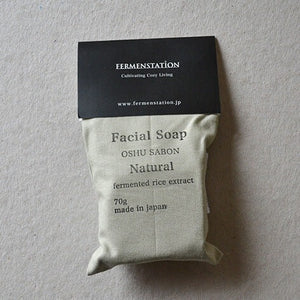 FERMENSTATION
Cultivating Cozy Living
www.fermenstation.jp
Facial Soap
OSHU SABON
Natural
fermented rice extract
70g
made in japan